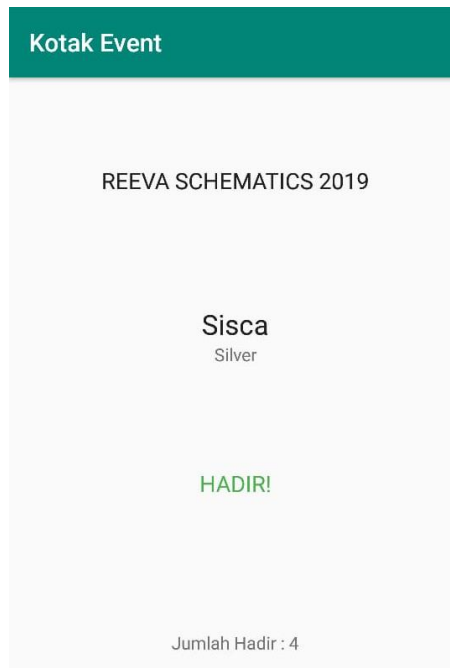 Kotak Event
REEVA SCHEMATICS 2019
Sisca
Silver
HADIR!
Jumlah Hadir : 4